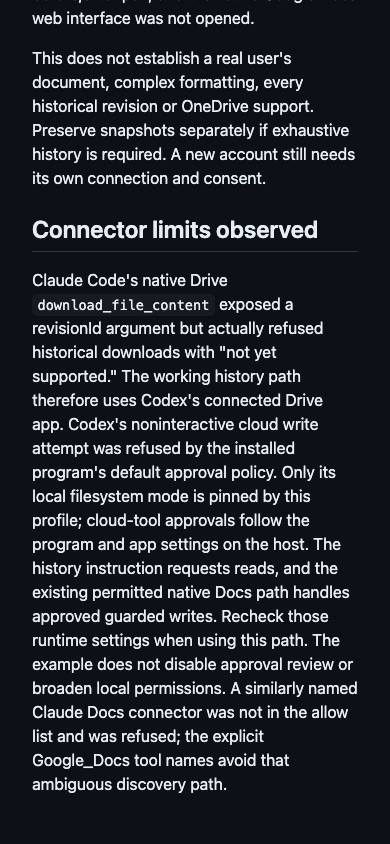 web interface was not opened.
This does not establish a real user's
document, complex formatting, every
historical revision or OneDrive support.
Preserve snapshots separately if exhaustive
history is required. A new account still needs
its own connection and consent.
Connector limits observed
Claude Code's native Drive
download_file_content exposed a
revisionId argument but actually refused
historical downloads with "not yet
supported." The working history path
therefore uses Codex's connected Drive
app. Codex's noninteractive cloud write
attempt was refused by the installed
program's default approval policy. Only its
local filesystem mode is pinned by this
profile; cloud-tool approvals follow the
program and app settings on the host. The
history instruction requests reads, and the
existing permitted native Docs path handles
approved guarded writes. Recheck those
runtime settings when using this path. The
example does not disable approval review or
broaden local permissions. A similarly named
Claude Docs connector was not in the allow
list and was refused; the explicit
Google_Docs tool names avoid that
ambiguous discovery path.